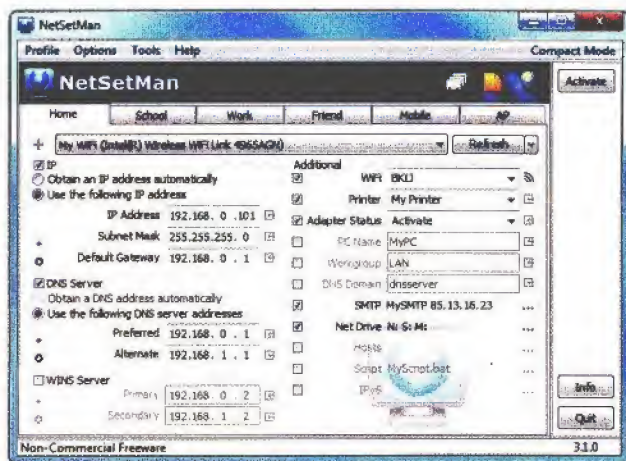 NetSetMan
Profile Options Tools Help Compact Mode
NetSetMan
Activate
Home School Work Friend Mobile AP
My WiFi (Intel(R) Wireless WiFi Link 4965AGN) Refresh
IP
Obtain an IP address automatically
Use the following IP address
IP Address 192.168. 0 .101
Subnet Mask 255.255.255. 0
Default Gateway 192.168. 0 . 1
DNS Server
Obtain a DNS address automatically
Use the following DNS server addresses
Preferred 192.168. 0 . 1
Alternate 192.168. 1 . 1
WINS Server
Primary 192.168. 0 . 2
Secondary 192.168. 1 . 2
Additional
WiFi
Printer My Printer
Adapter Status Activate
PC Name MyPC
Workgroup LAN
DNS Domain dnsserver
SMTP MySMTP 85.13.16.23 ...
Net Drive N: S: M: ...
Hosts ...
Script MyScript.bat ...
IPv6 ...
Info
Quit
Non-Commercial Freeware 3.1.0